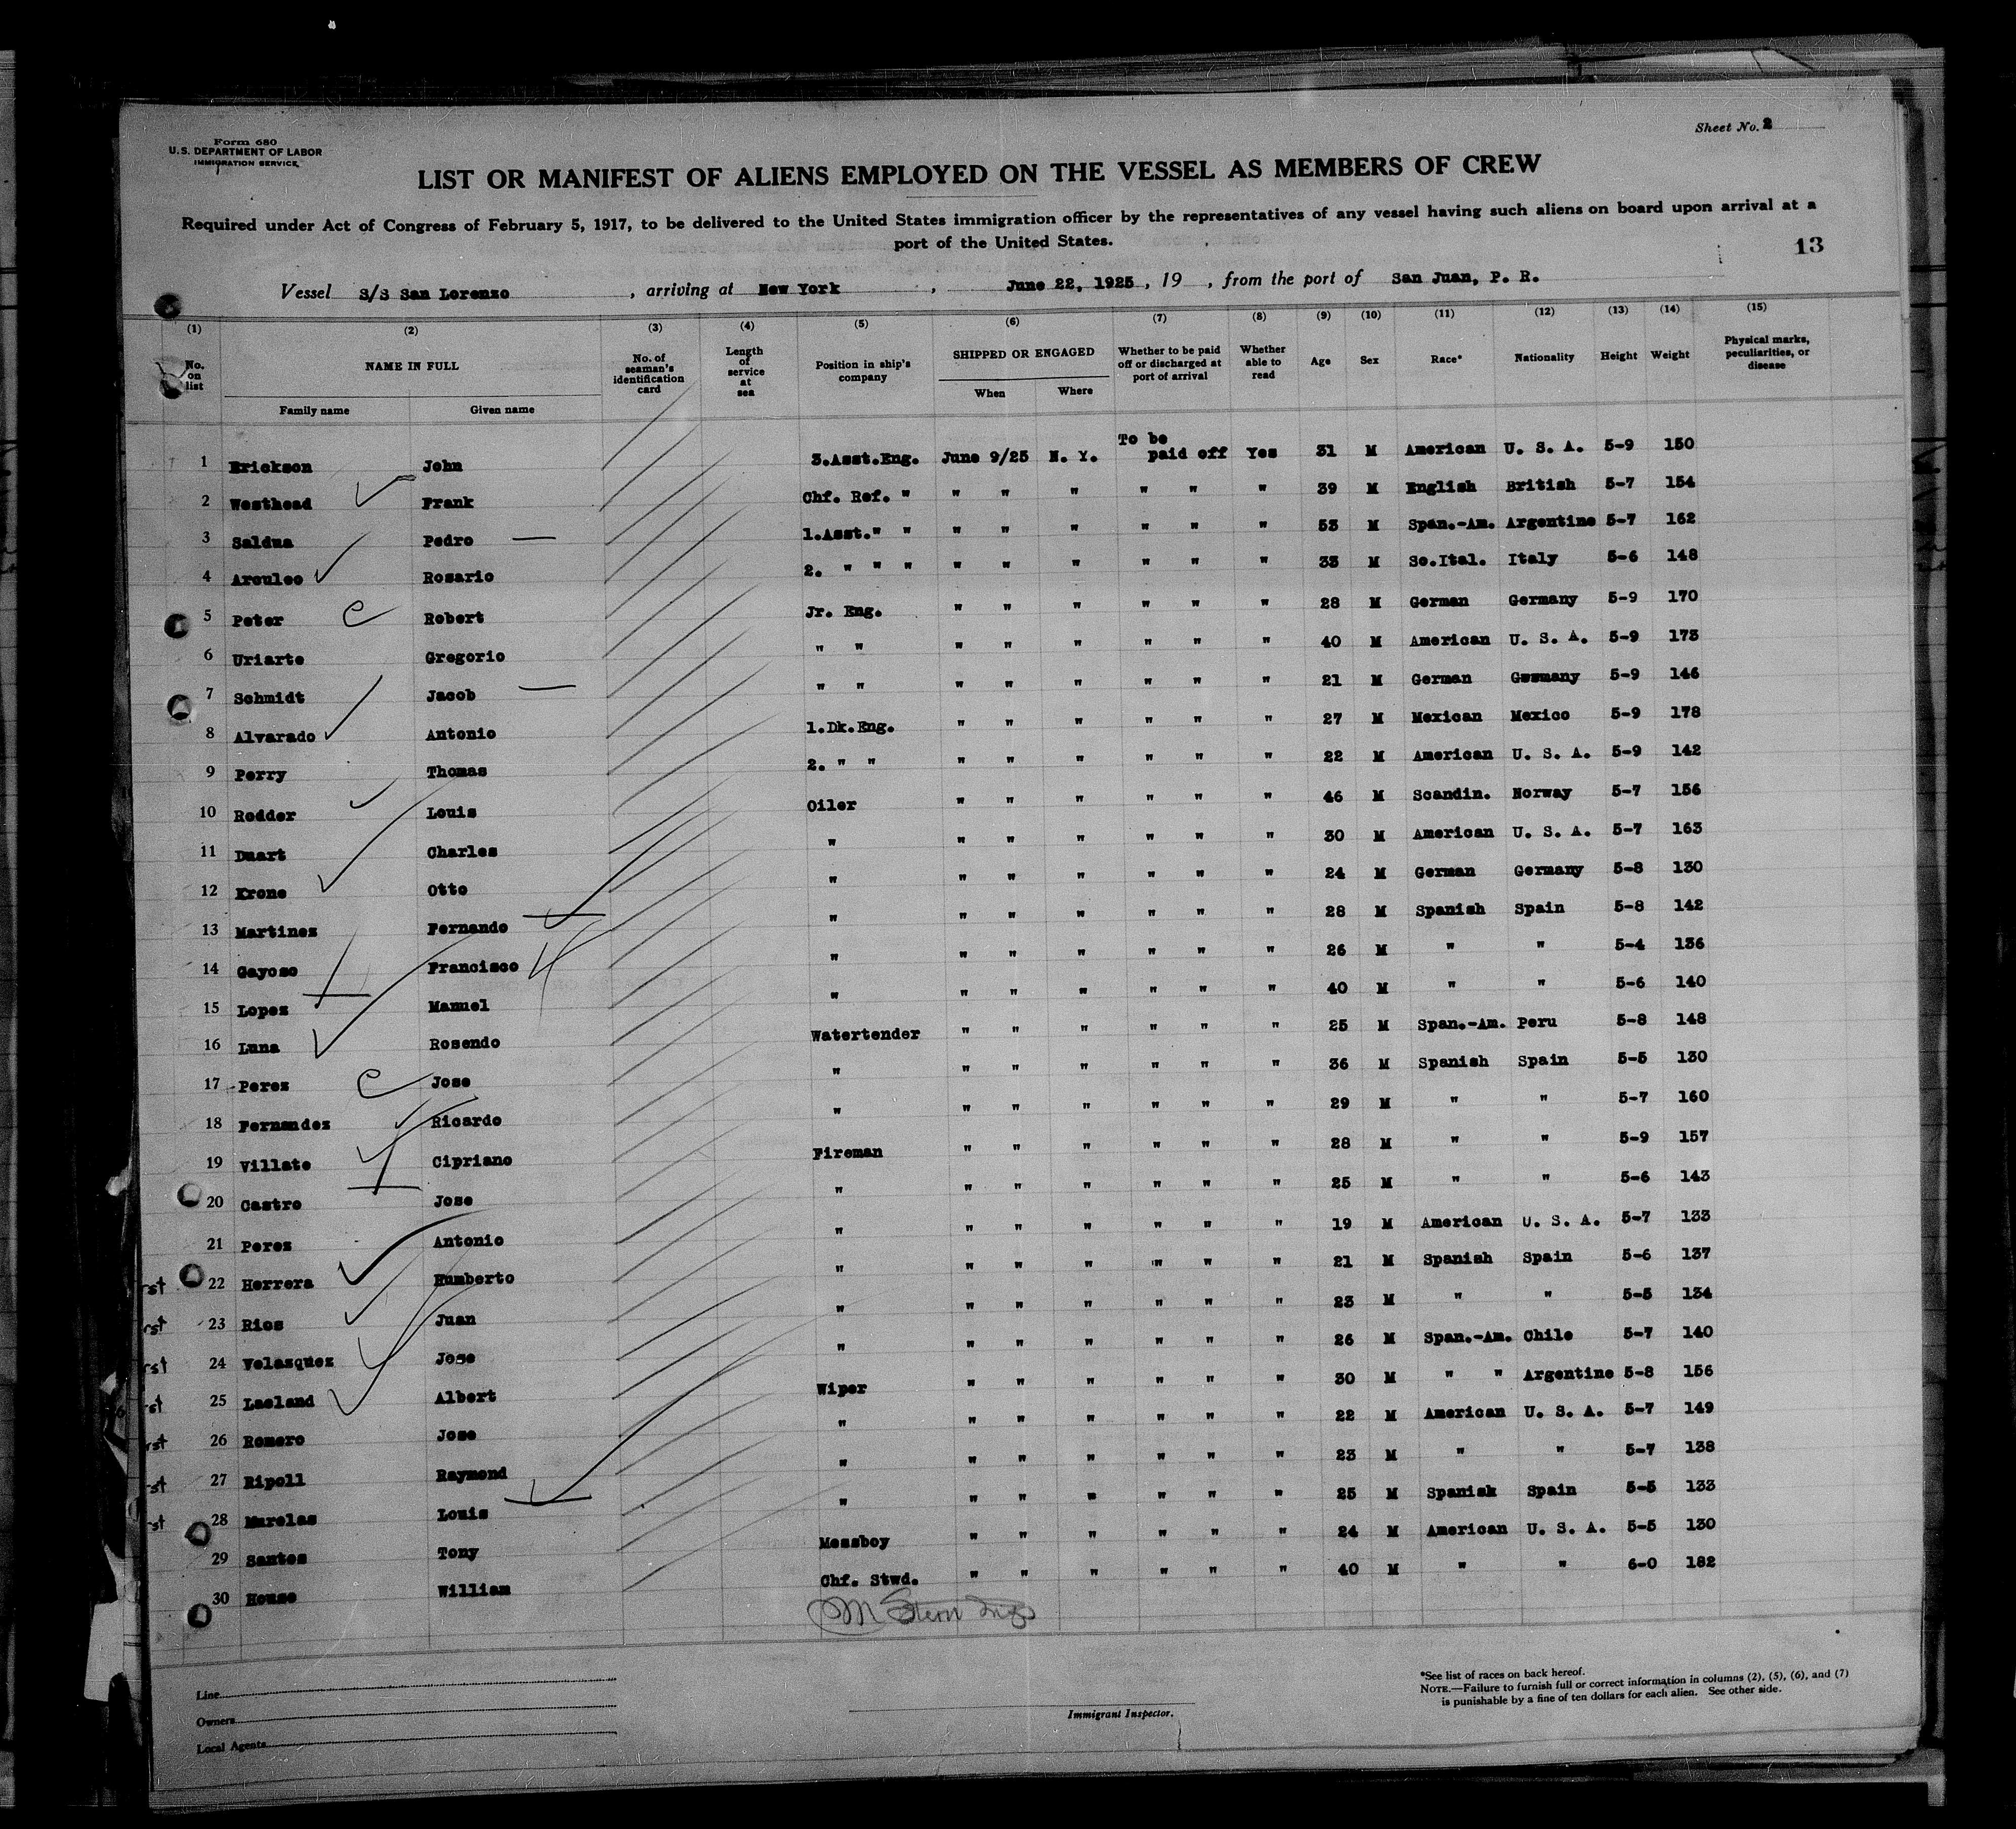 Form 680
U. S. DEPARTMENT OF LABOR
IMMIGRATION SERVICE
Sheet No. 2
LIST OR MANIFEST OF ALIENS EMPLOYED ON THE VESSEL AS MEMBERS OF CREW
Required under Act of Congress of February 5, 1917, to be delivered to the United States immigration officer by the representatives of any vessel having such aliens on board upon arrival at a
port of the United States.
13
Vessel S/S San Lorenzo , arriving at New York , June 22, 1925 , 19 , from the port of San Juan, P. R.
(1) (2) (3) (4) (5) (6) (7) (8) (9) (10) (11) (12) (13) (14) (15)
No. on list NAME IN FULL No. of seaman's identification card Length of service at sea Position in ship's company SHIPPED OR ENGAGED Whether to be paid off or discharged at port of arrival Whether able to read Age Sex Race* Nationality Height Weight Physical marks, peculiarities, or disease
Family name Given name When Where
1 Erickson John 3.Asst.Eng. June 9/25 N. Y. To be paid off Yes 31 M American U. S. A. 5-9 150
2 Westhead Frank Chf. Ref. " " " " " " " 39 M English British 5-7 154
3 Saldua Pedro 1.Asst." " " " " " " " 53 M Span.-Am. Argentine 5-7 162
4 Arculeo Rosario 2. " " " " " " " " " 33 M So.Ital. Italy 5-6 148
5 Peter Robert Jr. Eng. " " " " " " 28 M German Germany 5-9 170
6 Uriarte Gregorio " " " " " " " " 40 M American U. S. A. 5-9 173
7 Schmidt Jacob " " " " " " " " 21 M German Germany 5-9 146
8 Alvarado Antonio 1.Dk.Eng. " " " " " " 27 M Mexican Mexico 5-9 178
9 Perry Thomas 2. " " " " " " " " 22 M American U. S. A. 5-9 142
10 Rodder Louis Oiler " " " " " " 46 M Scandin. Norway 5-7 156
11 Duart Charles " " " " " " " 30 M American U. S. A. 5-7 163
12 Krone Otto " " " " " " " 24 M German Germany 5-8 130
13 Martinez Fernando " " " " " " " 28 M Spanish Spain 5-8 142
14 Gayoso Francisco " " " " " " " 26 M " " 5-4 136
15 Lopez Manuel " " " " " " " 40 M " " 5-6 140
16 Luna Rosendo Watertender " " " " " " 25 M Span.-Am. Peru 5-8 148
17 Perez Jose " " " " " " " 36 M Spanish Spain 5-5 130
18 Fernandez Ricardo " " " " " " " 29 M " " 5-7 160
19 Villate Cipriano Fireman " " " " " " 28 M " " 5-9 157
20 Castro Jose " " " " " " " 25 M " " 5-6 143
21 Perez Antonio " " " " " " " 19 M American U. S. A. 5-7 133
rst 22 Herrera Humberto " " " " " " " 21 M Spanish Spain 5-6 137
rst 23 Rios Juan " " " " " " " 23 M " " 5-5 134
rst 24 Velasquez Jose " " " " " " " 26 M Span.-Am. Chile 5-7 140
rst 25 Lacland Albert Wiper " " " " " " 30 M " " Argentine 5-8 156
rst 26 Romero Jose " " " " " " " 22 M American U. S. A. 5-7 149
rst 27 Ripoll Raymond " " " " " " " 23 M " " 5-7 138
rst 28 Murelas Louis " " " " " " " 25 M Spanish Spain 5-5 133
29 Santos Tony Messboy " " " " " " 24 M American U. S. A. 5-5 130
30 House William Chf. Stwd. " " " " " " 40 M " " 6-0 182
M Stern Insp
Line
Owners
Local Agents
Immigrant Inspector.
*See list of races on back hereof.
NOTE.—Failure to furnish full or correct information in columns (2), (5), (6), and (7)
is punishable by a fine of ten dollars for each alien. See other side.